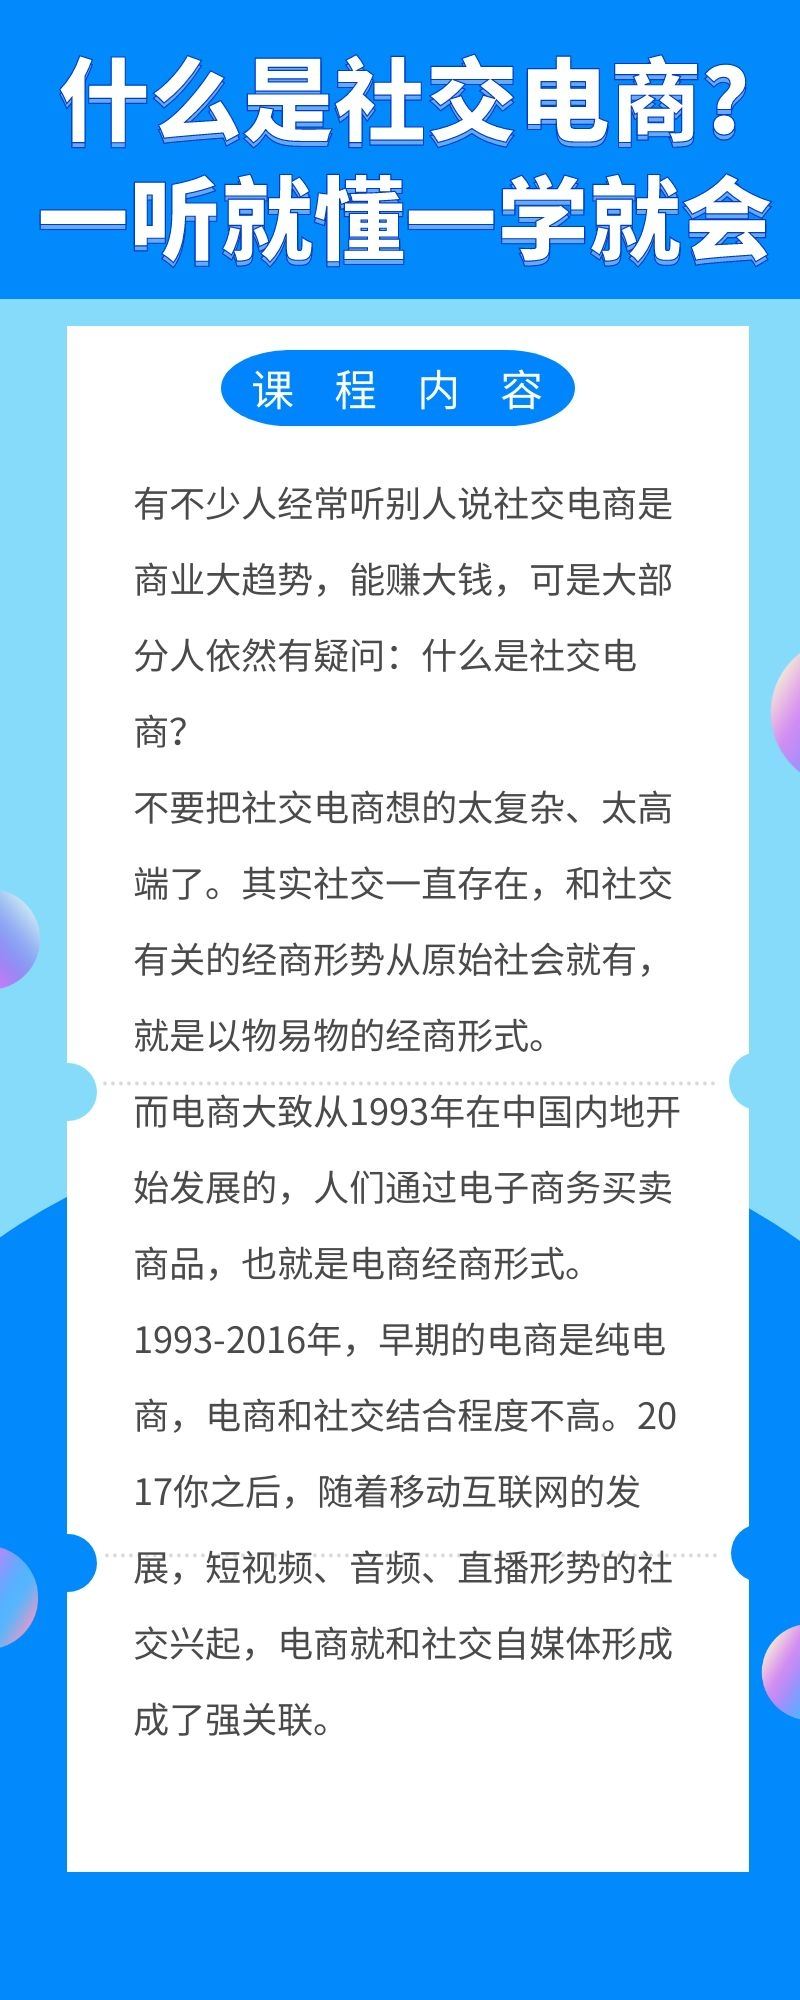 什么是社交电商?
一听就懂一学就会
课程内容
有不少人经常听别人说社交电商是
商业大趋势，能赚大钱，可是大部
分人依然有疑问：什么是社交电
商?
不要把社交电商想的太复杂、太高
端了。其实社交一直存在，和社交
有关的经商形势从原始社会就有，
就是以物易物的经商形式。
而电商大致从1993年在中国内地开
始发展的，人们通过电子商务买卖
商品，也就是电商经商形式。
1993-2016年，早期的电商是纯电
商，电商和社交结合程度不高。20
17你之后，随着移动互联网的发
展，短视频、音频、直播形势的社
交兴起，电商就和社交自媒体形成
成了强关联。